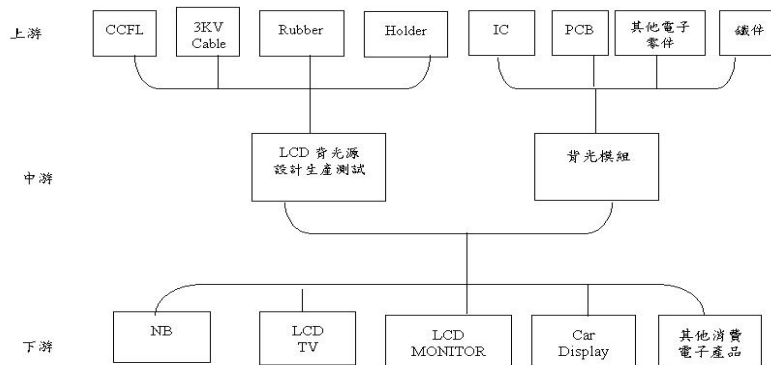 上游
CCFL
3KV
Cable
Rubber
Holder
IC
PCB
其他電子
零件
鐵件
中游
LCD 背光源
設計生產測試
背光模組
下游
NB
LCD
TV
LCD
MONITOR
Car
Display
其他消費
電子產品